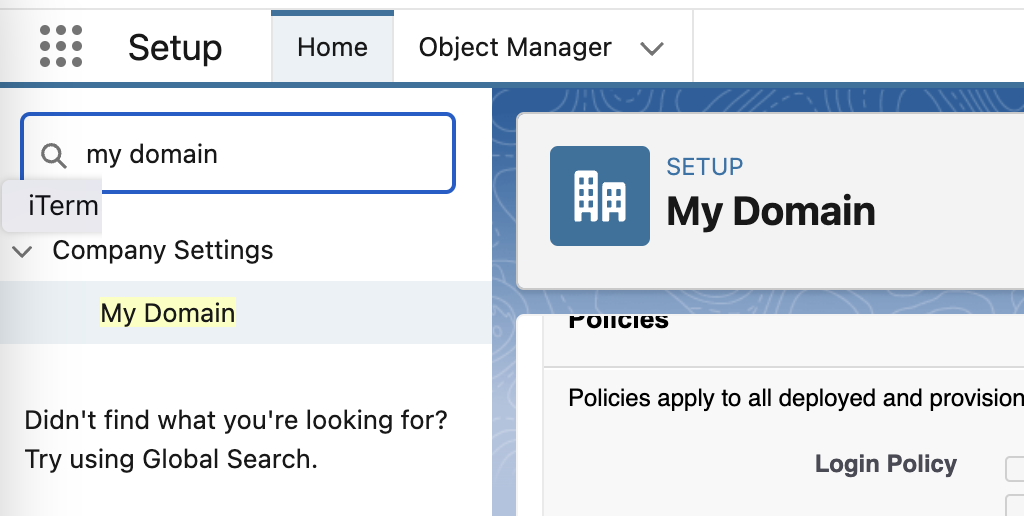 Setup
Home
Object Manager
my domain
iTerm
Company Settings
My Domain
Didn't find what you're looking for?
Try using Global Search.
SETUP
My Domain
Policies
Policies apply to all deployed and provision
Login Policy